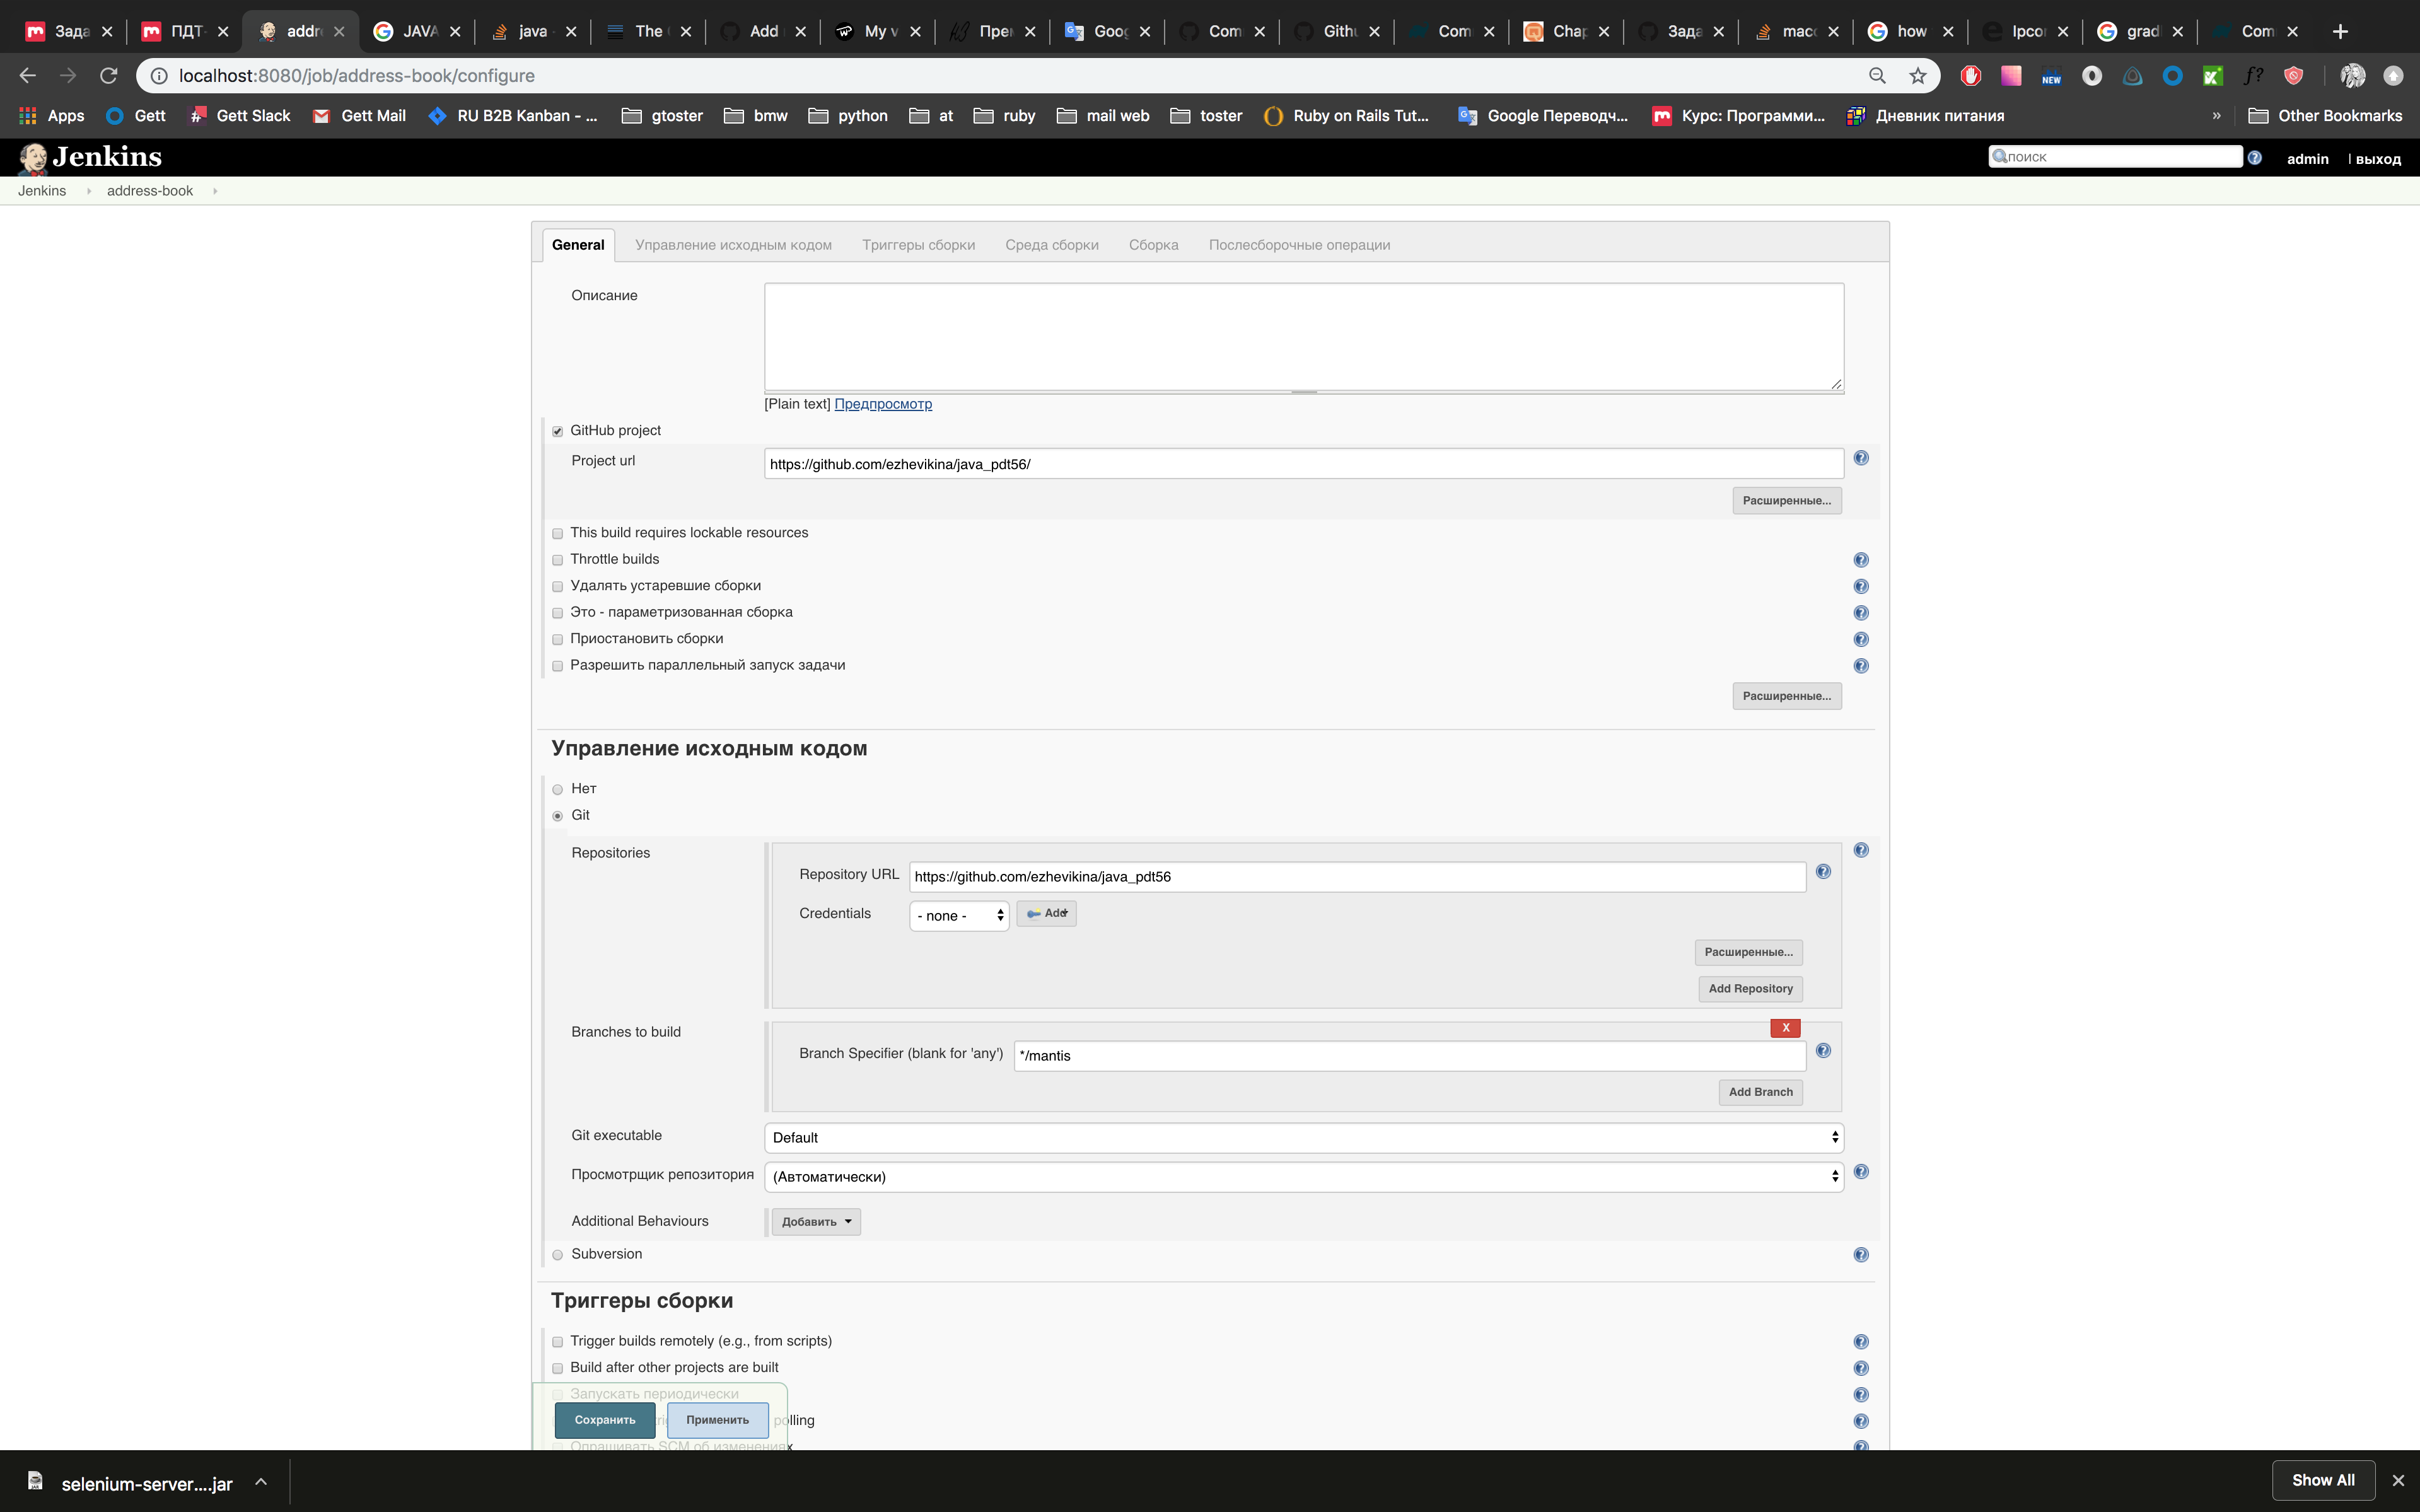 Зада
ПДТ-
addre
JAVA
java -
The
Add
My v
Прем
Goog
Com
Gith
Com
Chap
Зада
macc
how
Ipcor
gradl
Com
localhost:8080/job/address-book/configure
NEW
f?
Apps
Gett
Gett Slack
Gett Mail
RU B2B Kanban - ...
gtoster
bmw
python
at
ruby
mail web
toster
Ruby on Rails Tut...
Google Переводч...
Курс: Программи...
Дневник питания
»
Other Bookmarks
Jenkins
поиск
admin
| выход
Jenkins
address-book
General
Управление исходным кодом
Триггеры сборки
Среда сборки
Сборка
Послесборочные операции
Описание
[Plain text] Предпросмотр
GitHub project
Project url
https://github.com/ezhevikina/java_pdt56/
Расширенные...
This build requires lockable resources
Throttle builds
Удалять устаревшие сборки
Это - параметризованная сборка
Приостановить сборки
Разрешить параллельный запуск задачи
Расширенные...
Управление исходным кодом
Нет
Git
Repositories
Repository URL
https://github.com/ezhevikina/java_pdt56
Credentials
- none -
Add
Расширенные...
Add Repository
Branches to build
X
Branch Specifier (blank for 'any')
*/mantis
Add Branch
Git executable
Default
Просмотрщик репозитория
(Автоматически)
Additional Behaviours
Добавить
Subversion
Триггеры сборки
Trigger builds remotely (e.g., from scripts)
Build after other projects are built
Запускать периодически
Сохранить
Применить
polling
Опрашивать SCM об изменениях
selenium-server....jar
Show All